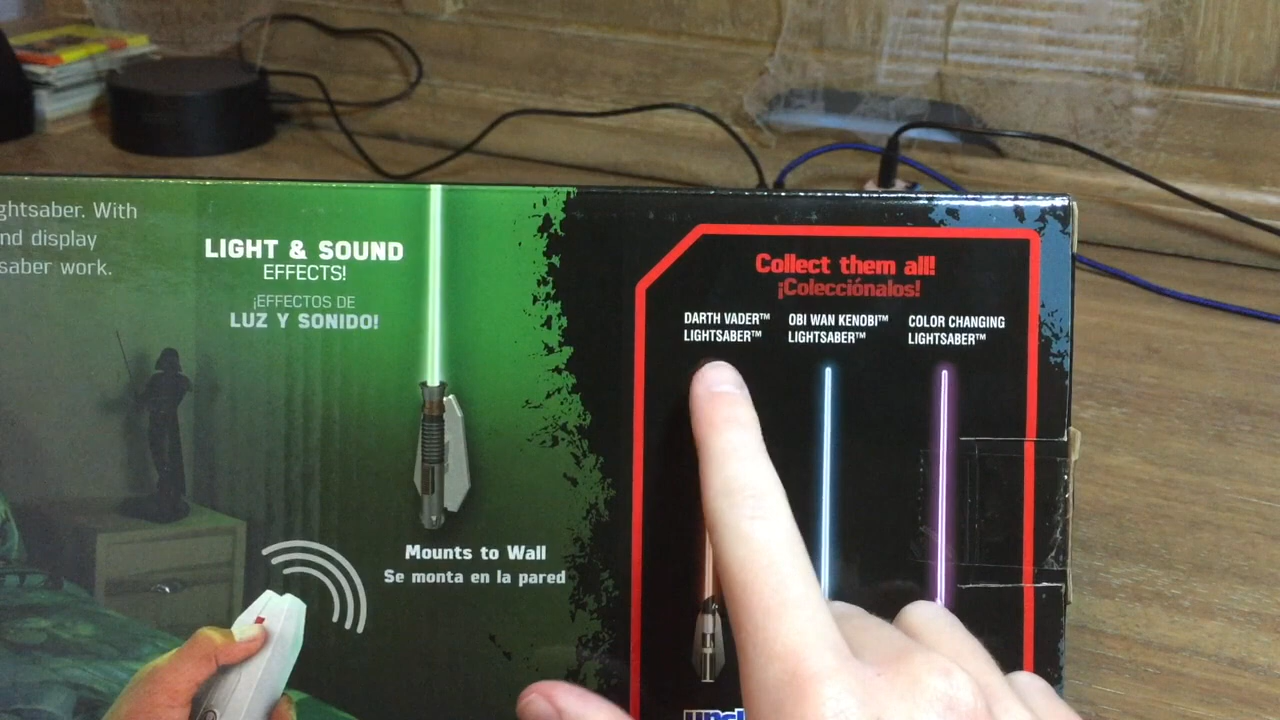 ghtsaber. With
nd display
saber work.
LIGHT & SOUND
EFFECTS!
¡EFFECTOS DE
LUZ Y SONIDO!
Mounts to Wall
Se monta en la pared
Collect them all!
¡Colecciónalos!
DARTH VADER™
LIGHTSABER™
OBI WAN KENOBI™
LIGHTSABER™
COLOR CHANGING
LIGHTSABER™